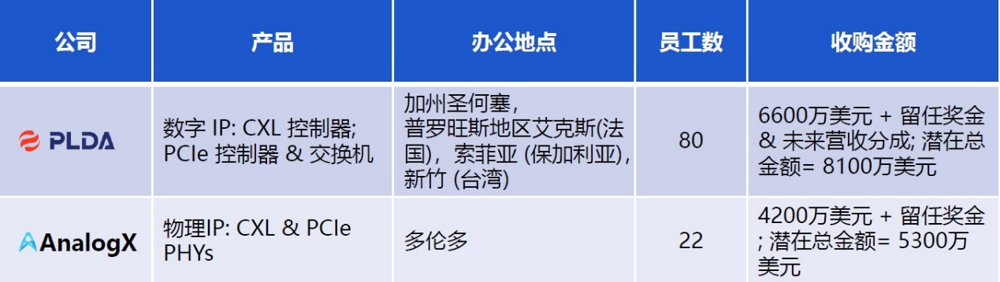 公司
产品
办公地点
员工数
收购金额
PLDA
数字 IP: CXL 控制器;
PCIe 控制器 & 交换机
加州圣何塞，
普罗旺斯地区艾克斯(法
国)，索菲亚 (保加利亚)，
新竹 (台湾)
80
6600万美元 + 留任奖金
& 未来营收分成; 潜在总
金额= 8100万美元
AnalogX
物理IP: CXL & PCIe
PHYs
多伦多
22
4200万美元 + 留任奖金
; 潜在总金额= 5300万
美元